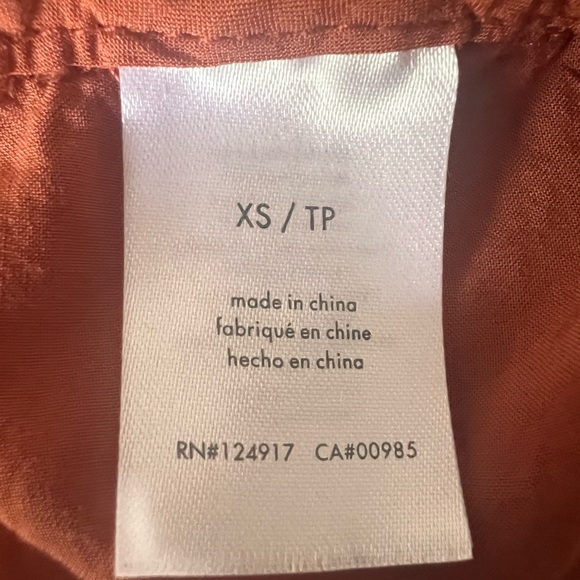 XS / TP
made in china
fabriqué en chine
hecho en china
RN#124917 CA#00985